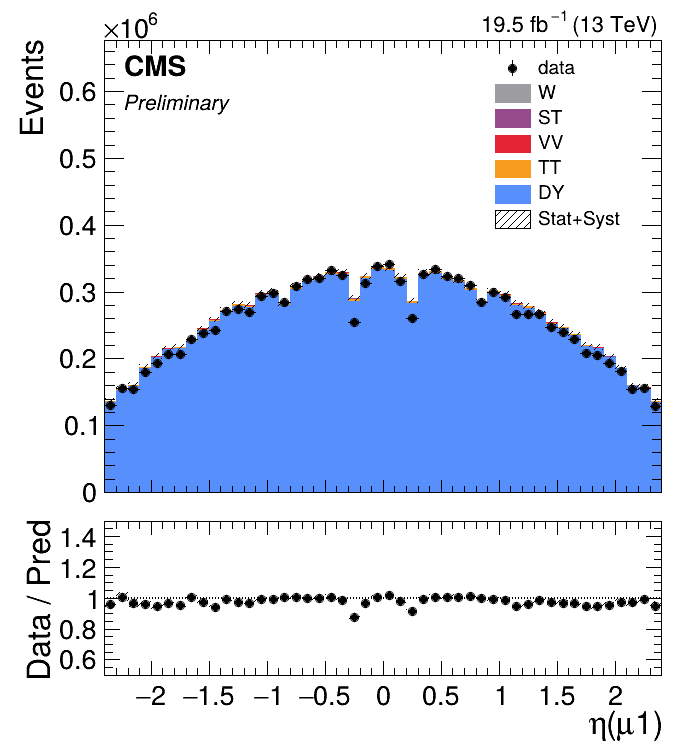 ×10⁶
19.5 fb⁻¹ (13 TeV)
CMS
Preliminary
Events
data
W
ST
VV
TT
DY
Stat+Syst
0.6
0.5
0.4
0.3
0.2
0.1
0
Data / Pred
1.4
1.2
1
0.8
0.6
−2 −1.5 −1 −0.5 0 0.5 1 1.5 2
η(μ1)